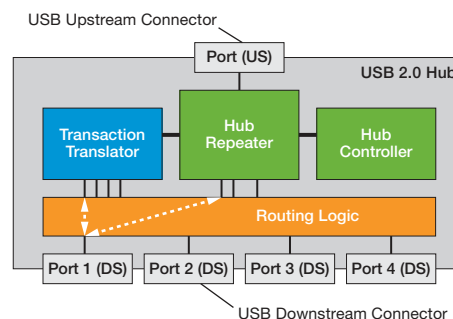 USB Upstream Connector
Port (US)
USB 2.0 Hub
Transaction
Translator
Hub
Repeater
Hub
Controller
Routing Logic
Port 1 (DS)
Port 2 (DS)
Port 3 (DS)
Port 4 (DS)
USB Downstream Connector